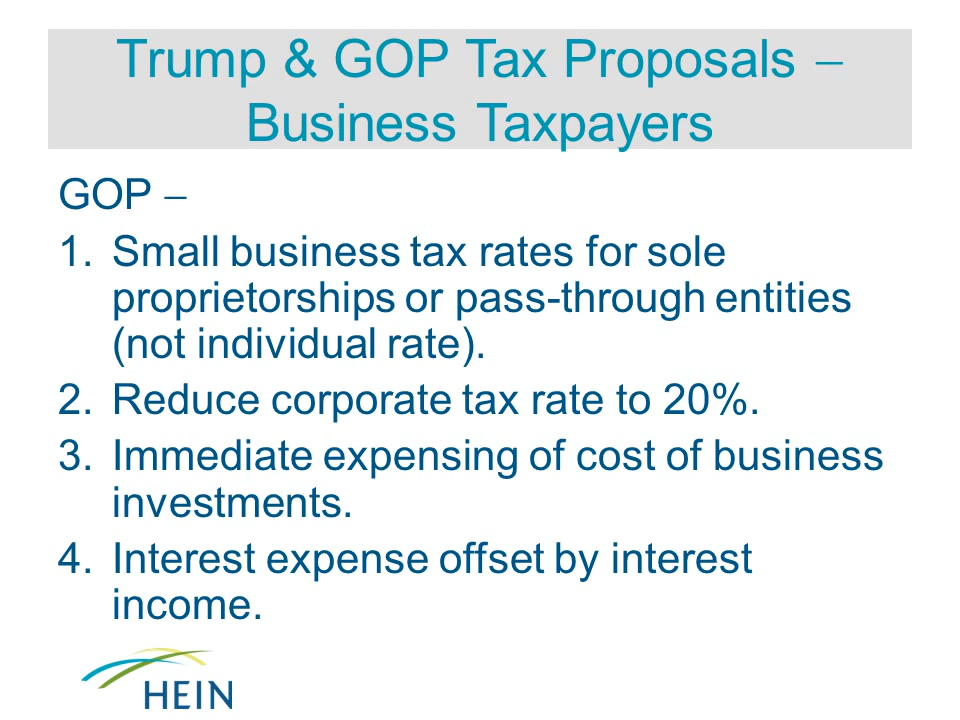 Trump & GOP Tax Proposals –
Business Taxpayers
GOP –
1. Small business tax rates for sole
proprietorships or pass-through entities
(not individual rate).
2. Reduce corporate tax rate to 20%.
3. Immediate expensing of cost of business
investments.
4. Interest expense offset by interest
income.
HEIN